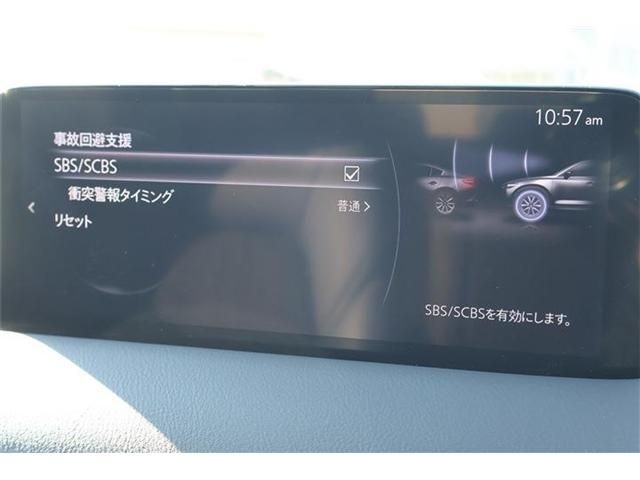 10:57 am
事故回避支援
SBS/SCBS
衝突警報タイミング
普通
リセット
SBS/SCBSを有効にします。